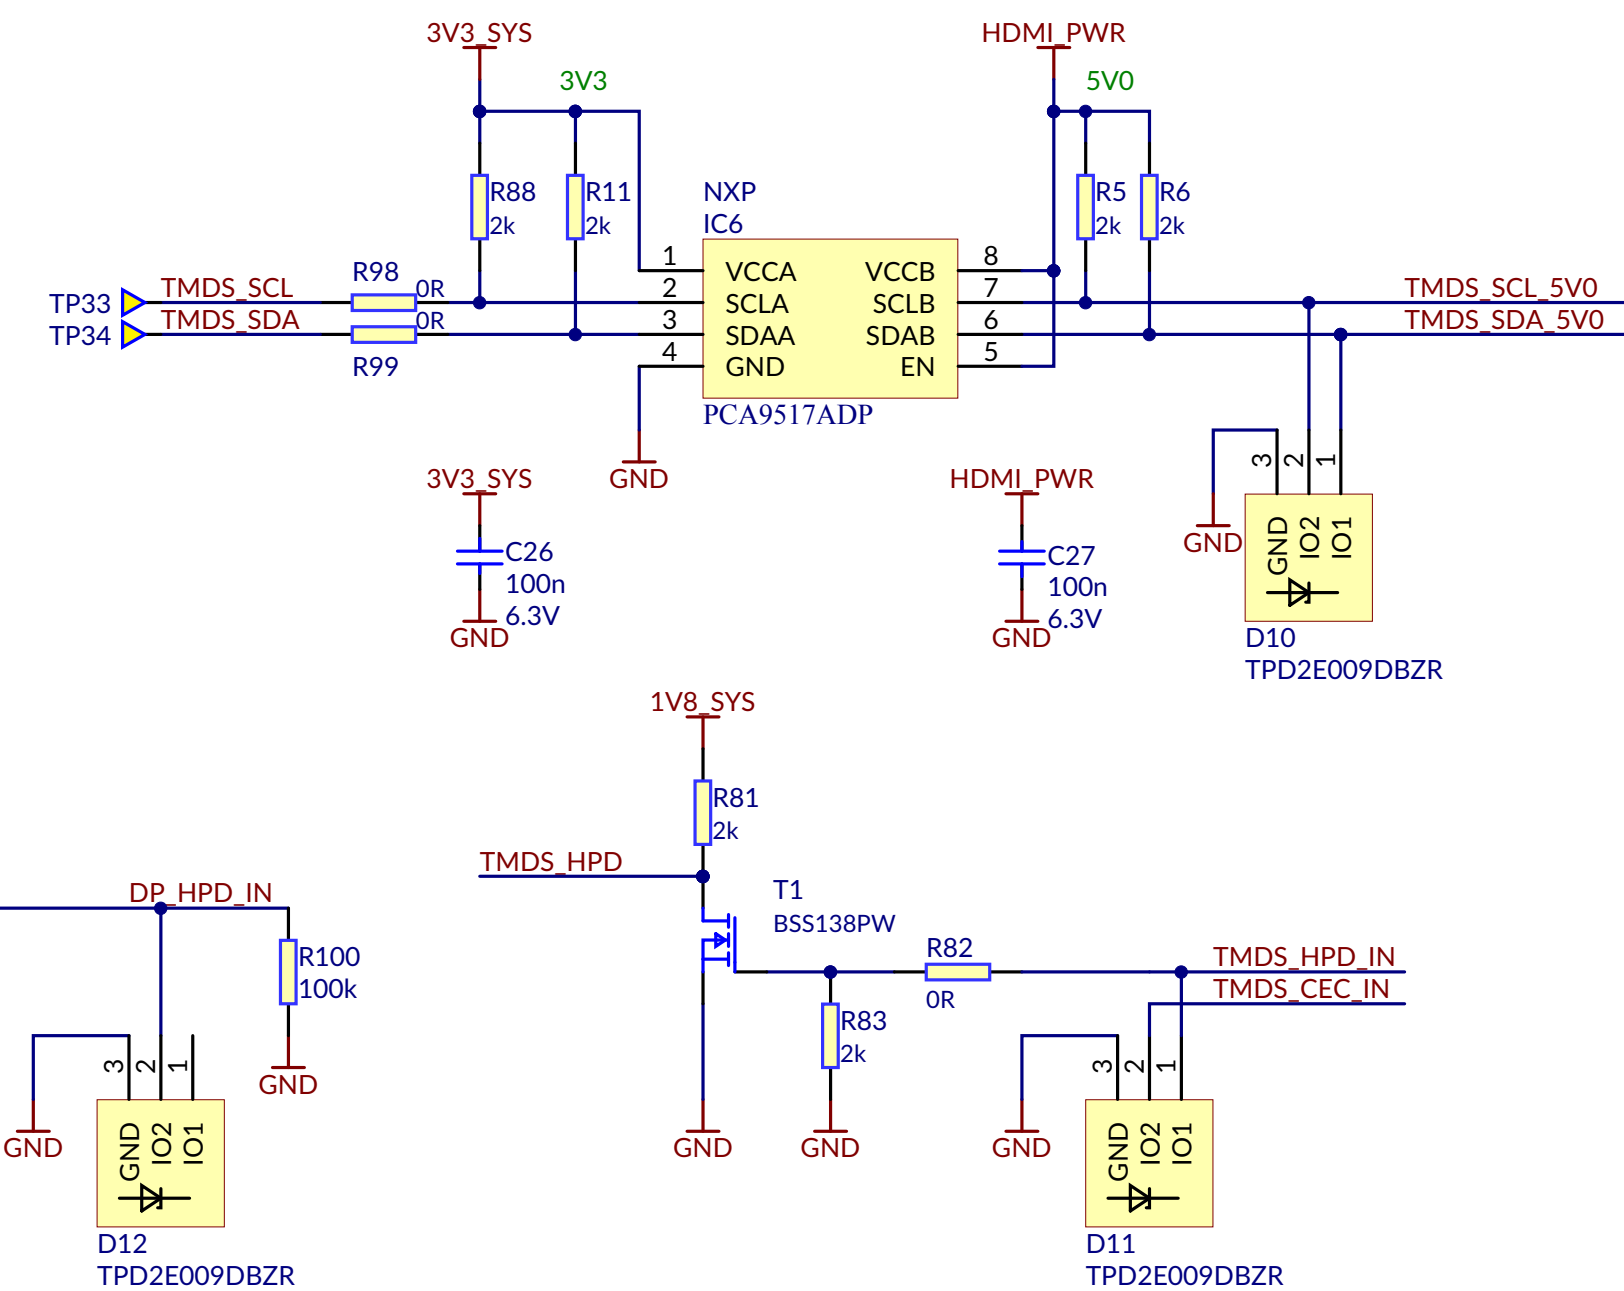 3V3_SYS
HDMI_PWR
3V3
5V0
R88
2k
R11
2k
NXP
IC6
R5
2k
R6
2k
1
VCCA
VCCB
8
2
SCLA
SCLB
7
3
SDAA
SDAB
6
4
GND
EN
5
PCA9517ADP
TP33
TMDS_SCL
R98
0R
TP34
TMDS_SDA
0R
R99
TMDS_SCL_5V0
TMDS_SDA_5V0
GND
3V3_SYS
C26
100n
6.3V
GND
HDMI_PWR
C27
100n
6.3V
GND
3
2
1
GND
GND
IO2
IO1
D10
TPD2E009DBZR
1V8_SYS
R81
2k
TMDS_HPD
T1
BSS138PW
DP_HPD_IN
R100
100k
R82
0R
TMDS_HPD_IN
TMDS_CEC_IN
R83
2k
3
2
1
GND
GND
GND
IO2
IO1
D12
TPD2E009DBZR
GND
GND
GND
3
2
1
GND
IO2
IO1
D11
TPD2E009DBZR